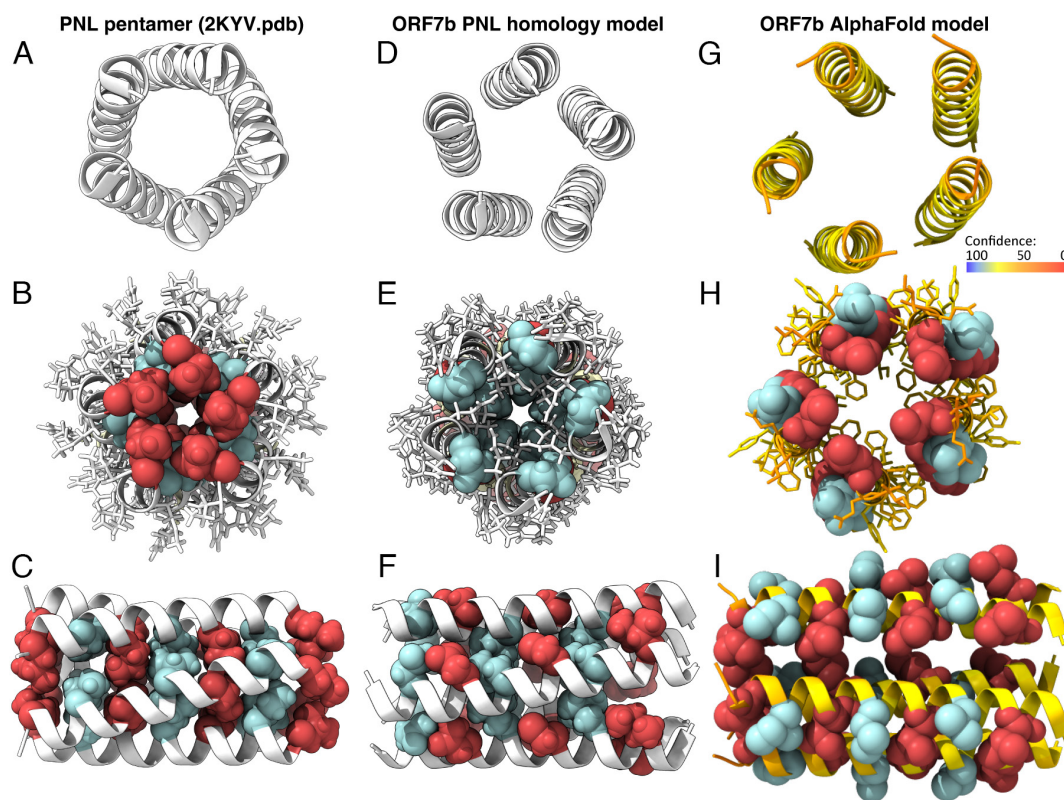 PNL pentamer (2KYV.pdb)
ORF7b PNL homology model
ORF7b AlphaFold model
A
D
G
Confidence:
100 50 0
B
E
H
C
F
I